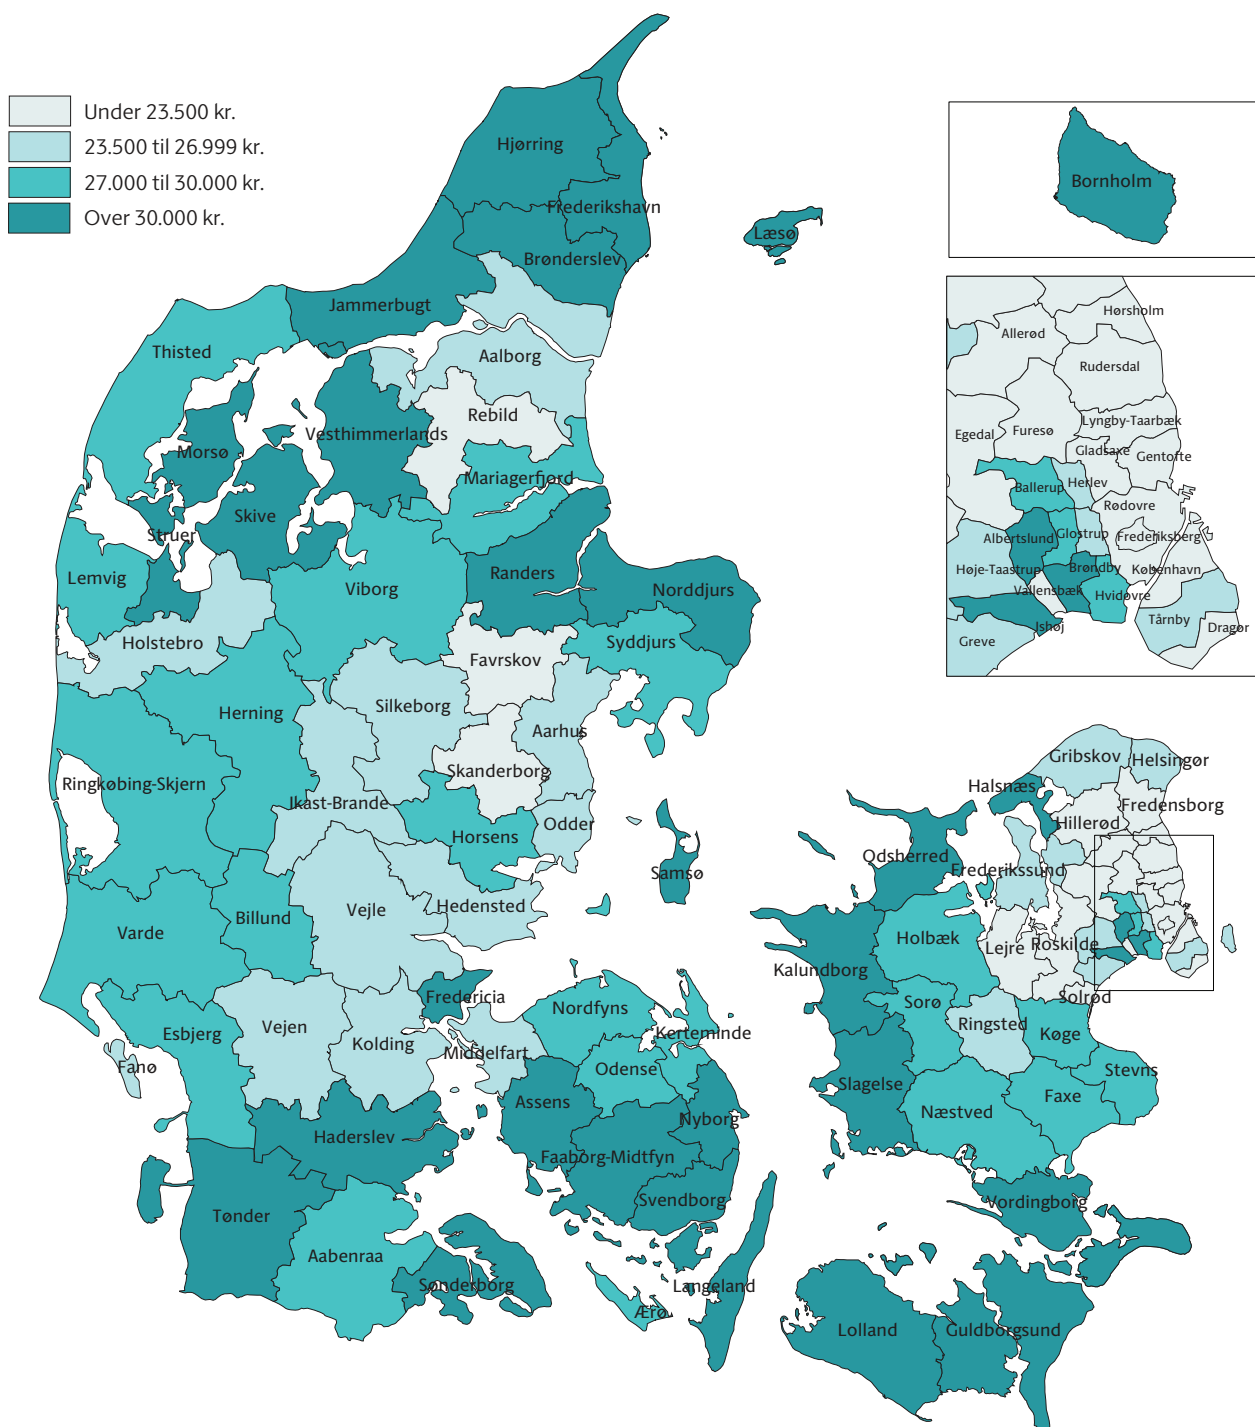 Under 23.500 kr.
23.500 til 26.999 kr.
27.000 til 30.000 kr.
Over 30.000 kr.
Hjørring
Frederikshavn
Brønderslev
Læsø
Jammerbugt
Thisted
Aalborg
Rebild
Vesthimmerlands
Morsø
Mariagerfjord
Skive
Struer
Lemvig
Viborg
Randers
Norddjurs
Holstebro
Favrskov
Syddjurs
Silkeborg
Herning
Aarhus
Skanderborg
Ringkøbing-Skjern
Ikast-Brande
Horsens
Odder
Samsø
Hedensted
Billund
Vejle
Varde
Fredericia
Esbjerg
Vejen
Kolding
Middelfart
Fanø
Nordfyns
Kerteminde
Odense
Assens
Nyborg
Haderslev
Faaborg-Midtfyn
Svendborg
Tønder
Aabenraa
Sønderborg
Langeland
Ærø
Bornholm
Hørsholm
Allerød
Rudersdal
Lyngby-Taarbæk
Egedal
Furesø
Gladsaxe
Gentofte
Ballerup
Herlev
Rødovre
Albertslund
Glostrup
Frederiksberg
Høje-Taastrup
Brøndby
København
Vallensbæk
Hvidovre
Ishøj
Tårnby
Dragør
Greve
Gribskov
Helsingør
Halsnæs
Fredensborg
Hillerød
Odsherred
Frederikssund
Holbæk
Lejre
Roskilde
Kalundborg
Solrød
Sorø
Ringsted
Køge
Stevns
Slagelse
Næstved
Faxe
Vordingborg
Lolland
Guldborgsund